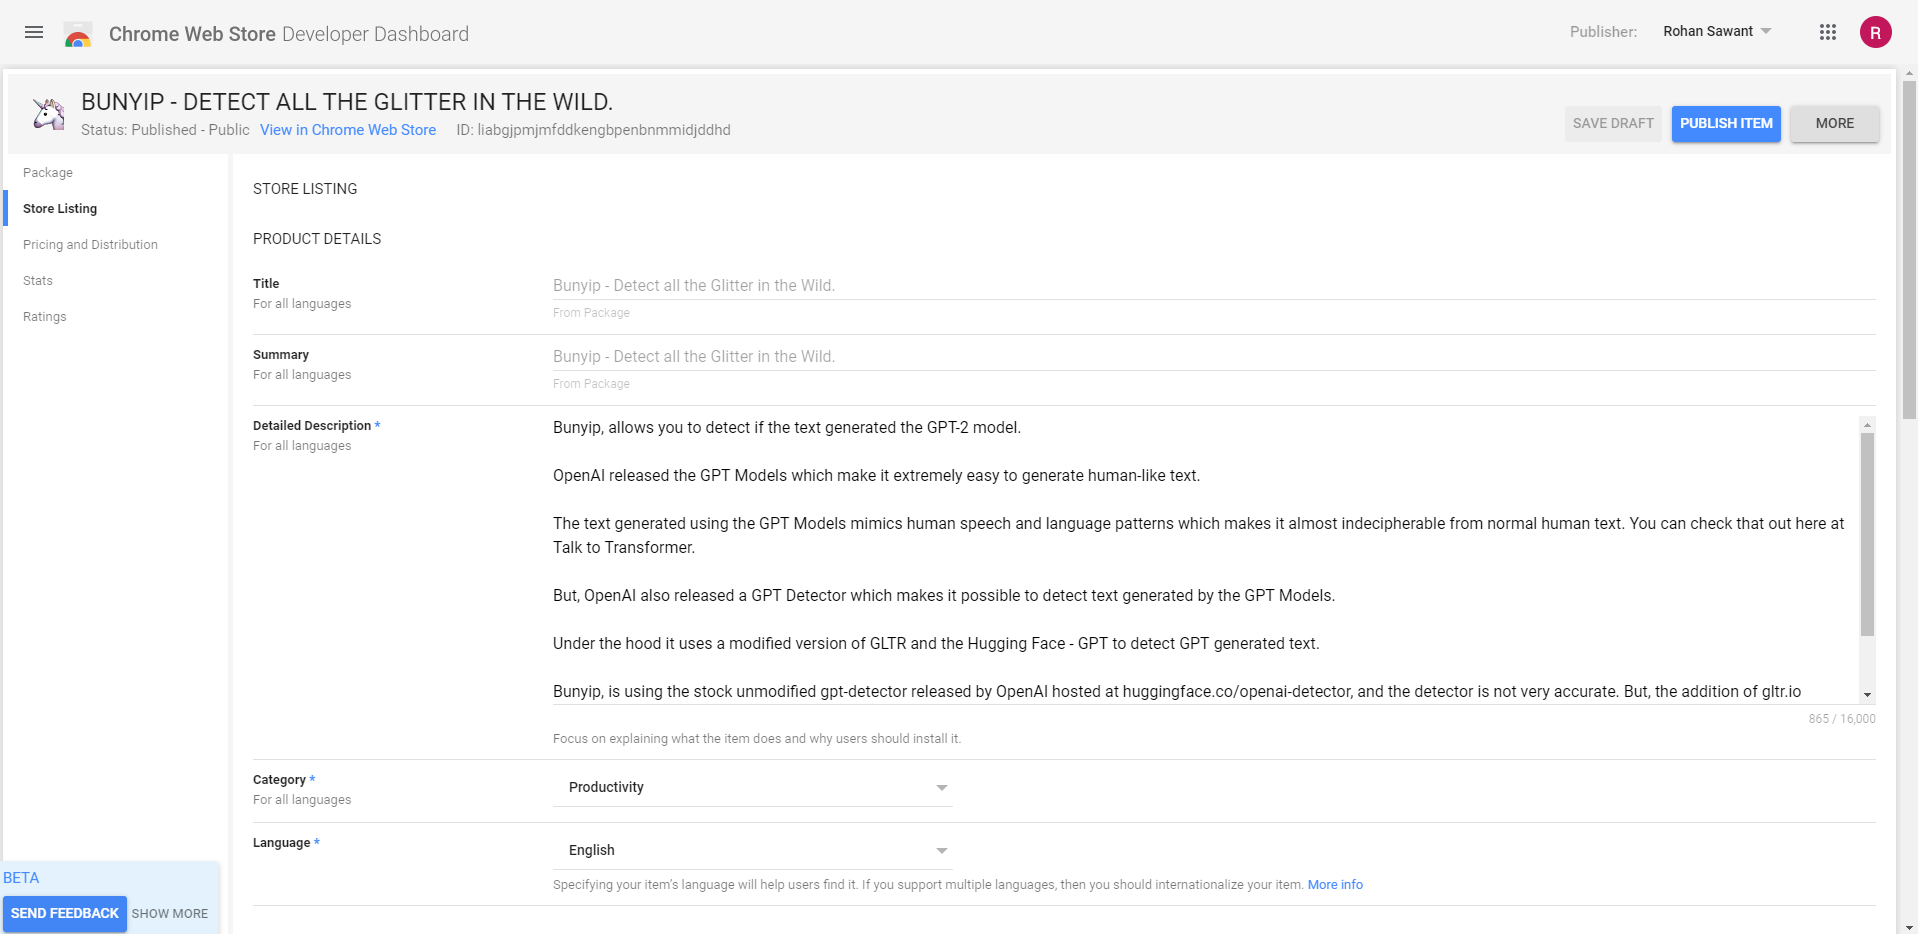 Chrome Web Store Developer Dashboard
Publisher: Rohan Sawant
R
BUNYIP - DETECT ALL THE GLITTER IN THE WILD.
Status: Published - Public View in Chrome Web Store ID: liabgjpmjmfddkengbpenbnmmidjddhd
SAVE DRAFT PUBLISH ITEM MORE
Package
Store Listing
Pricing and Distribution
Stats
Ratings
STORE LISTING
PRODUCT DETAILS
Title
For all languages
Bunyip - Detect all the Glitter in the Wild.
From Package
Summary
For all languages
Bunyip - Detect all the Glitter in the Wild.
From Package
Detailed Description *
For all languages
Bunyip, allows you to detect if the text generated the GPT-2 model.
OpenAI released the GPT Models which make it extremely easy to generate human-like text.
The text generated using the GPT Models mimics human speech and language patterns which makes it almost indecipherable from normal human text. You can check that out here at
Talk to Transformer.
But, OpenAI also released a GPT Detector which makes it possible to detect text generated by the GPT Models.
Under the hood it uses a modified version of GLTR and the Hugging Face - GPT to detect GPT generated text.
Bunyip, is using the stock unmodified gpt-detector released by OpenAI hosted at huggingface.co/openai-detector, and the detector is not very accurate. But, the addition of gltr.io
865 / 16,000
Focus on explaining what the item does and why users should install it.
Category *
For all languages
Productivity
Language *
English
Specifying your item's language will help users find it. If you support multiple languages, then you should internationalize your item. More info
BETA
SEND FEEDBACK SHOW MORE